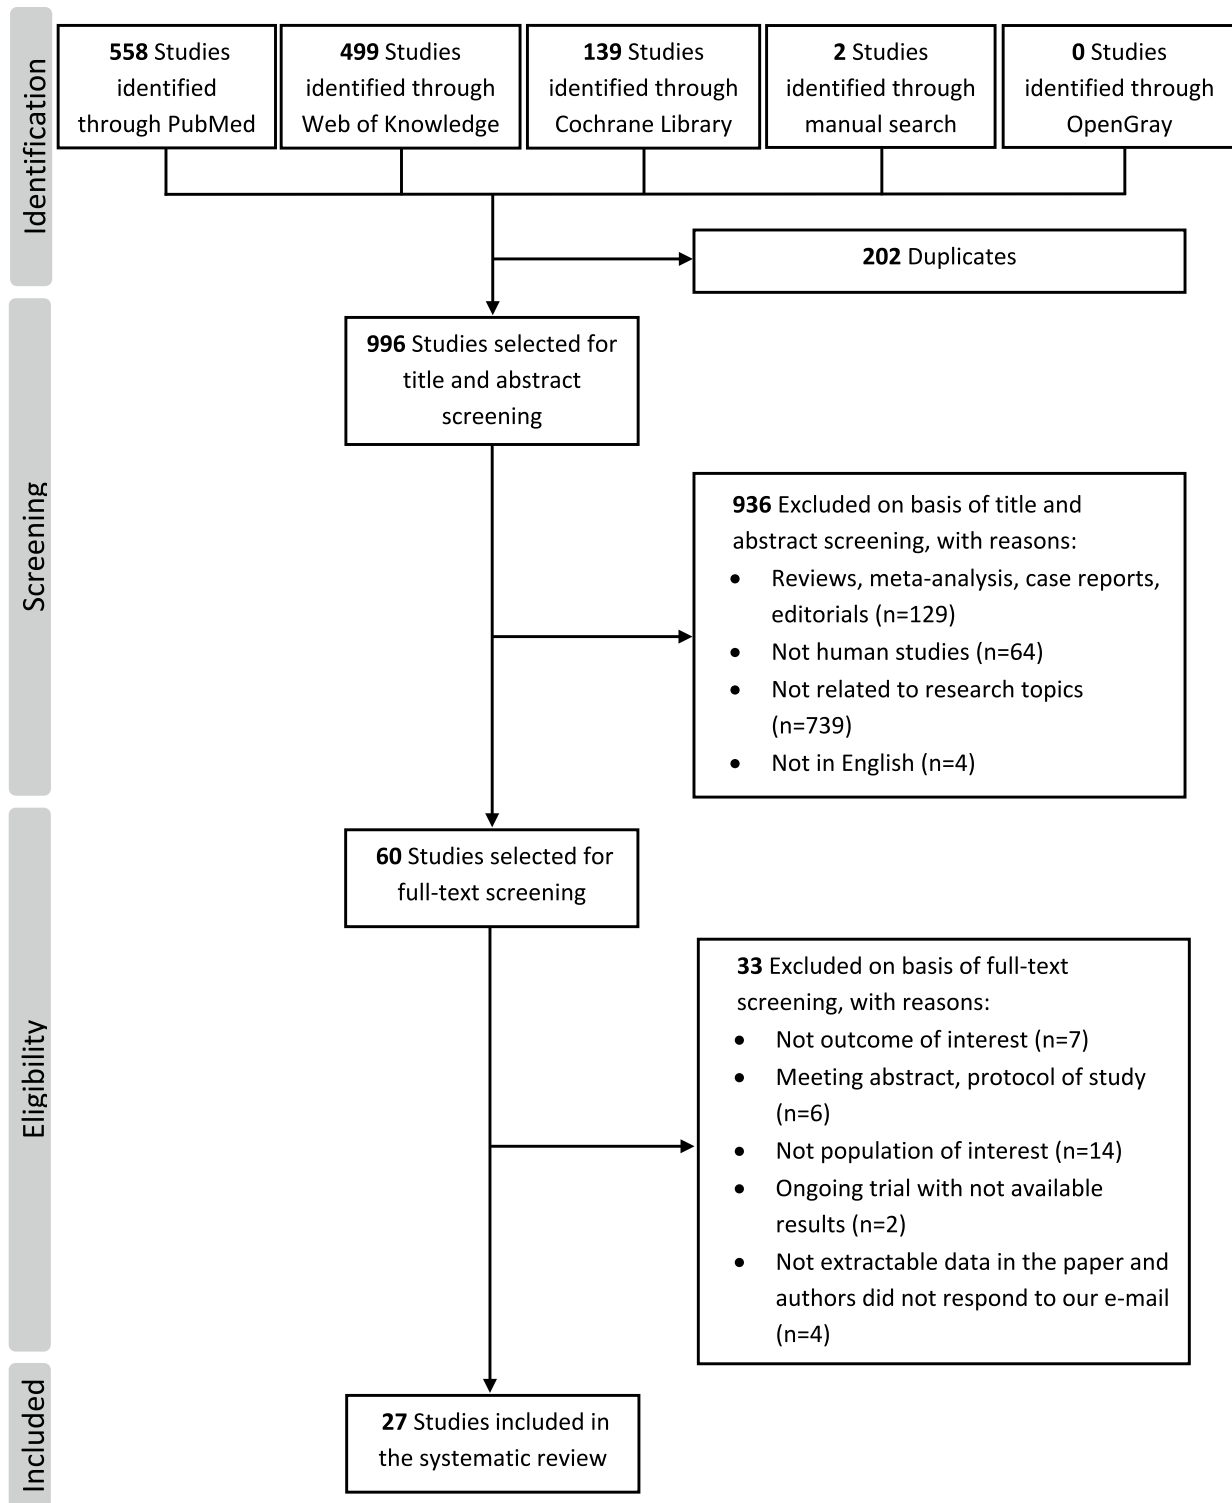 Identification
558 Studies
identified
through PubMed
499 Studies
identified through
Web of Knowledge
139 Studies
identified through
Cochrane Library
2 Studies
identified through
manual search
0 Studies
identified through
OpenGray
202 Duplicates
Screening
996 Studies selected for
title and abstract
screening
936 Excluded on basis of title and
abstract screening, with reasons:
• Reviews, meta-analysis, case reports,
editorials (n=129)
• Not human studies (n=64)
• Not related to research topics
(n=739)
• Not in English (n=4)
Eligibility
60 Studies selected for
full-text screening
33 Excluded on basis of full-text
screening, with reasons:
• Not outcome of interest (n=7)
• Meeting abstract, protocol of study
(n=6)
• Not population of interest (n=14)
• Ongoing trial with not available
results (n=2)
• Not extractable data in the paper and
authors did not respond to our e-mail
(n=4)
Included
27 Studies included in
the systematic review